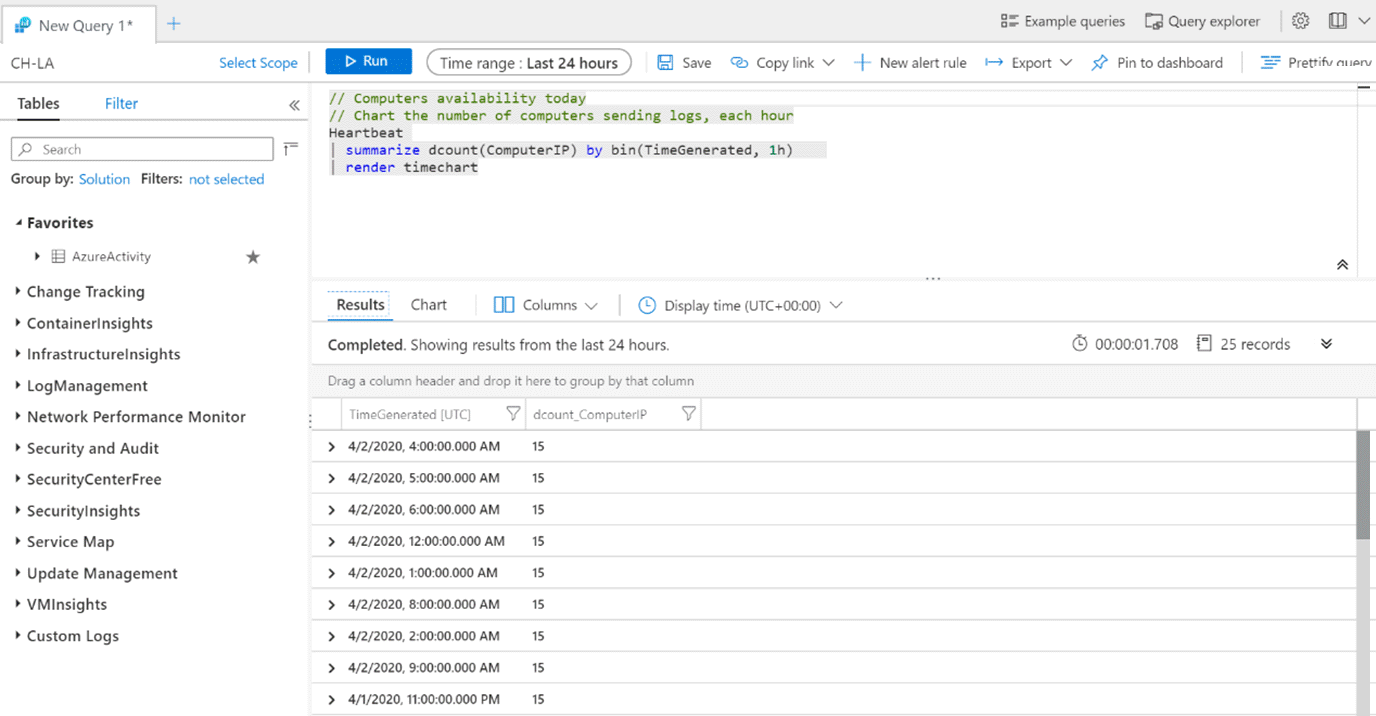 New Query 1*
Example queries
Query explorer
CH-LA
Select Scope
Run
Time range : Last 24 hours
Save
Copy link
New alert rule
Export
Pin to dashboard
Prettify query
Tables
Filter
Search
Group by: Solution Filters: not selected
Favorites
AzureActivity
Change Tracking
ContainerInsights
InfrastructureInsights
LogManagement
Network Performance Monitor
Security and Audit
SecurityCenterFree
SecurityInsights
Service Map
Update Management
VMInsights
Custom Logs
// Computers availability today
// Chart the number of computers sending logs, each hour
Heartbeat
| summarize dcount(ComputerIP) by bin(TimeGenerated, 1h)
| render timechart
Results
Chart
Columns
Display time (UTC+00:00)
Completed. Showing results from the last 24 hours.
00:00:01.708
25 records
Drag a column header and drop it here to group by that column
TimeGenerated [UTC] dcount_ComputerIP
4/2/2020, 4:00:00.000 AM 15
4/2/2020, 5:00:00.000 AM 15
4/2/2020, 6:00:00.000 AM 15
4/2/2020, 12:00:00.000 AM 15
4/2/2020, 1:00:00.000 AM 15
4/2/2020, 8:00:00.000 AM 15
4/2/2020, 2:00:00.000 AM 15
4/2/2020, 9:00:00.000 AM 15
4/1/2020, 11:00:00.000 PM 15